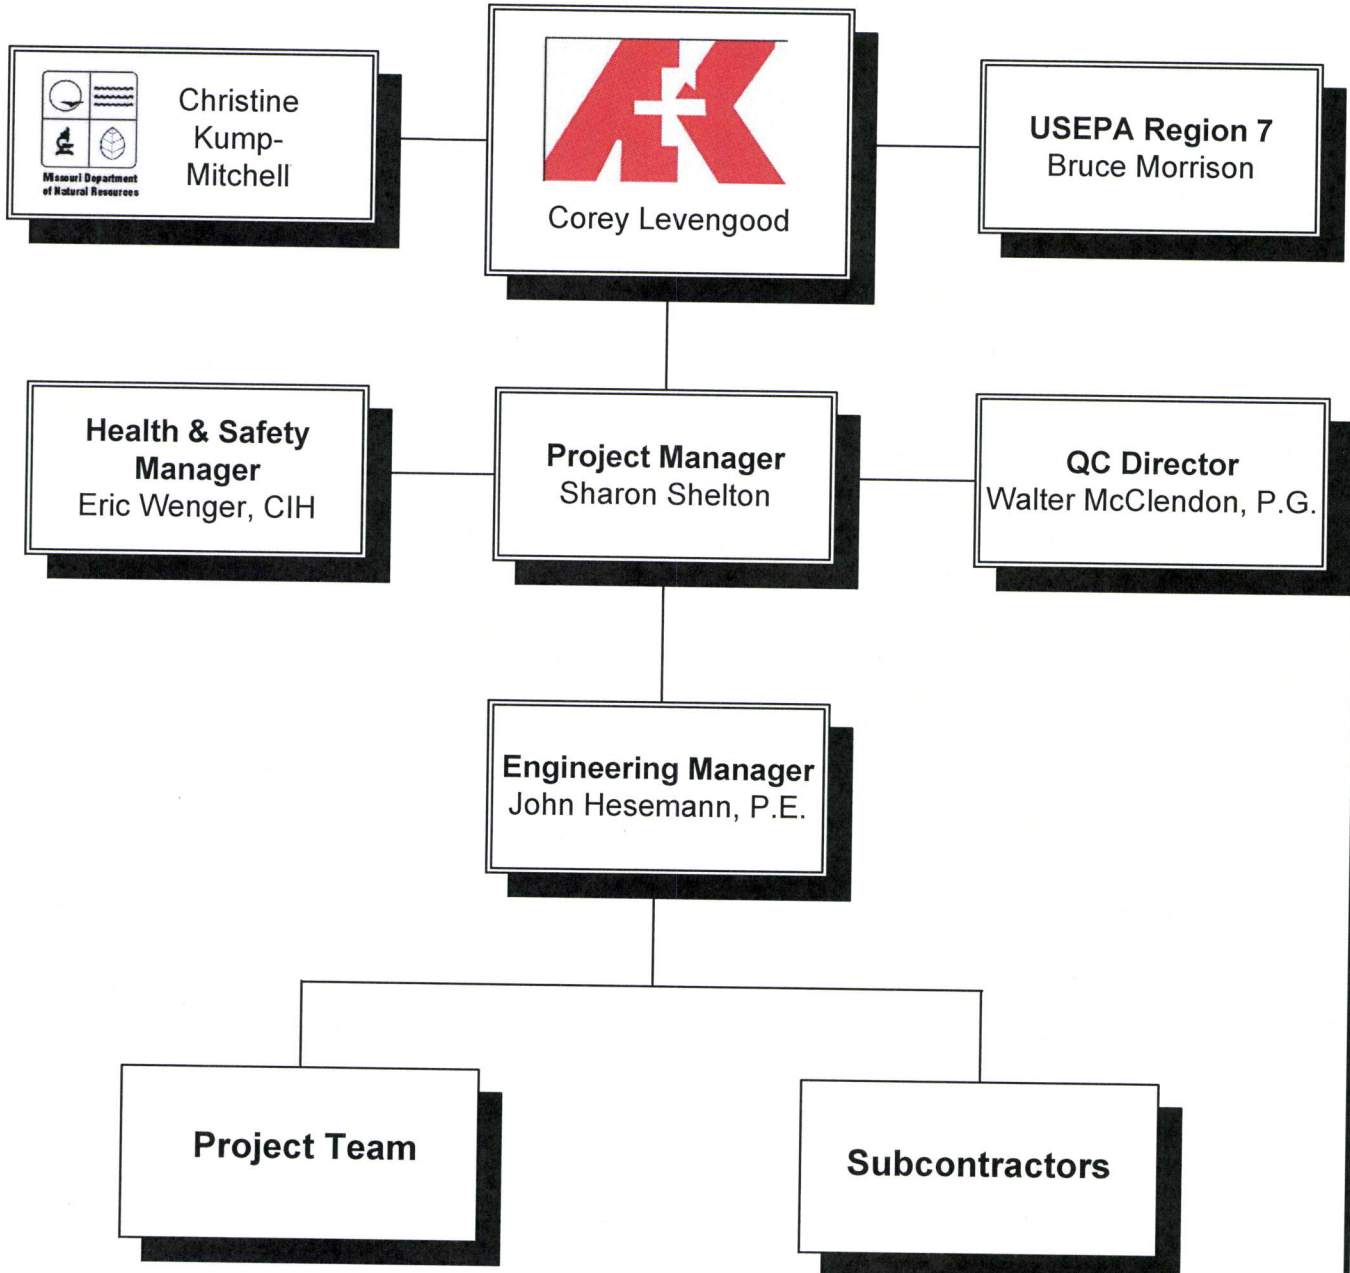 Christine
Kump-
Mitchell
Missouri Department
of Natural Resources
A+K
Corey Levengood
USEPA Region 7
Bruce Morrison
Health & Safety
Manager
Eric Wenger, CIH
Project Manager
Sharon Shelton
QC Director
Walter McClendon, P.G.
Engineering Manager
John Hesemann, P.E.
Project Team
Subcontractors